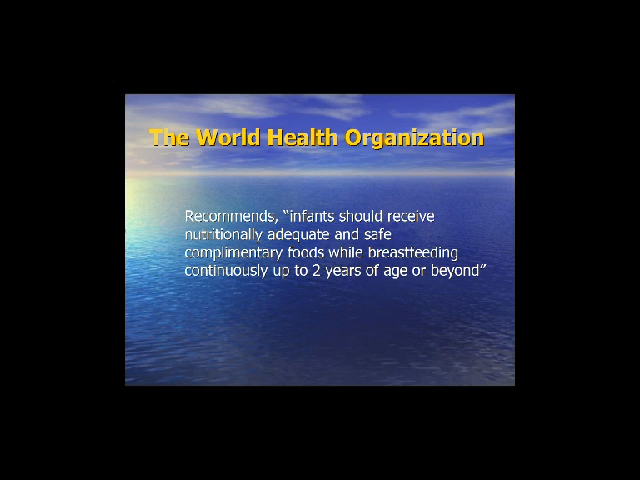 The World Health Organization
Recommends, “infants should receive
nutritionally adequate and safe
complimentary foods while breastfeeding
continuously up to 2 years of age or beyond”